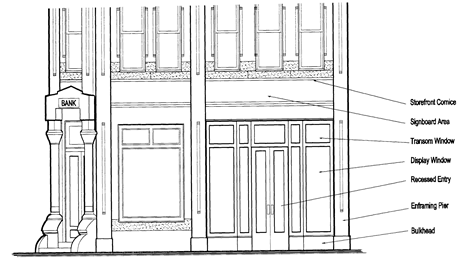 BANK
Storefront Cornice
Signboard Area
Transom Window
Display Window
Recessed Entry
Enframing Pier
Bulkhead